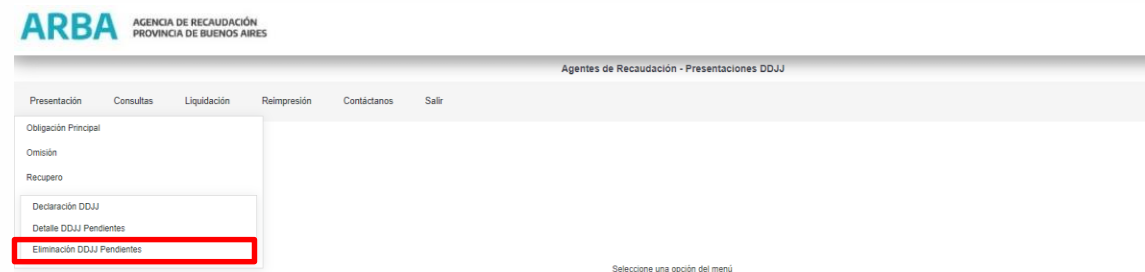 ARBA AGENCIA DE RECAUDACIÓN
PROVINCIA DE BUENOS AIRES
Agentes de Recaudación - Presentaciones DDJJ
Presentación Consultas Liquidación Reimpresión Contáctanos Salir
Obligación Principal
Omisión
Recupero
Declaración DDJJ
Detalle DDJJ Pendientes
Eliminación DDJJ Pendientes
Seleccione una opción del menú